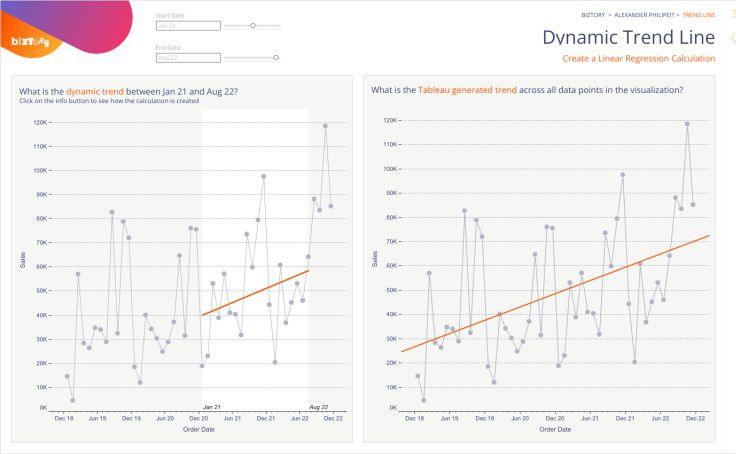 biztory
Start Date
Jan 21
End Date
Aug 22
BIZTORY > ALEXANDER PHILIPEIT > TREND LINE
Dynamic Trend Line
Create a Linear Regression Calculation
What is the dynamic trend between Jan 21 and Aug 22?
Click on the info button to see how the calculation is created
120K
110K
100K
90K
80K
70K
60K
50K
40K
30K
20K
10K
0K
Sales
Jan 21
Aug 22
Dec 18
Jun 19
Dec 19
Jun 20
Dec 20
Jun 21
Dec 21
Jun 22
Dec 22
Order Date
What is the Tableau generated trend across all data points in the visualization?
120K
110K
100K
90K
80K
70K
60K
50K
40K
30K
20K
10K
0K
Sales
Dec 18
Jun 19
Dec 19
Jun 20
Dec 20
Jun 21
Dec 21
Jun 22
Dec 22
Order Date